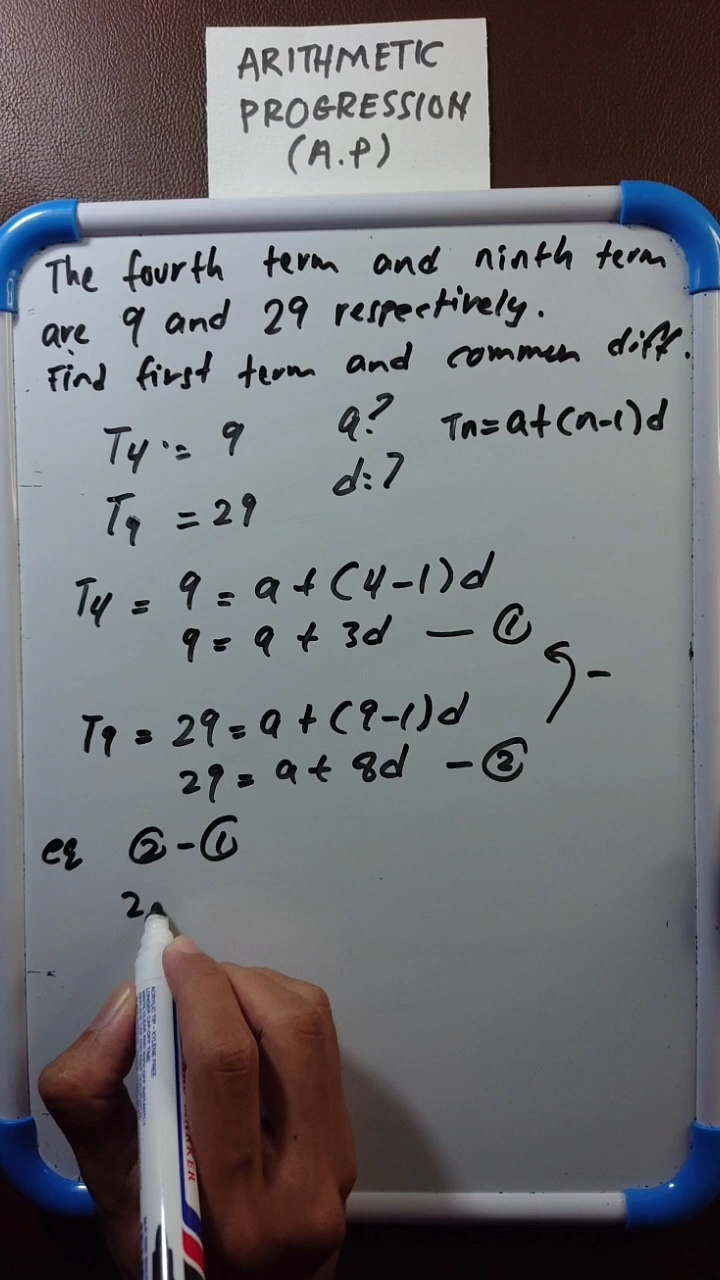 ARITHMETIC
PROGRESSION
(A.P)
The fourth term and ninth term
are 9 and 29 respectively.
Find first term and common diff.
T4 = 9 a? Tn=a+(n-1)d
d:?
T9 = 29
T4 = 9 = a + (4-1)d
9 = a + 3d — ①
-
T9 = 29 = a + (9-1)d
29 = a + 8d - ②
eq ② - ①
2